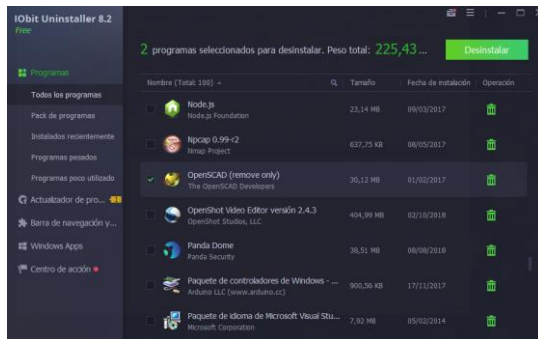 IObit Uninstaller 8.2
Free
2 programas seleccionados para desinstalar. Peso total: 225,43 ...
Desinstalar
Programas
Todos los programas
Pack de programas
Instalados recientemente
Programas pesados
Programas poco utilizado
Actualizador de pro...
Barra de navegación y...
Windows Apps
Centro de acción
Nombre (Total: 100) Tamaño Fecha de instalación Operación
Node.js
Node.js Foundation
23,14 MB 09/03/2017
Npcap 0.99-r2
Nmap Project
637,75 KB 08/05/2017
OpenSCAD (remove only)
The OpenSCAD Developers
30,12 MB 01/02/2017
OpenShot Video Editor versión 2.4.3
OpenShot Studios, LLC
404,99 MB 02/10/2018
Panda Dome
Panda Security
38,51 MB 08/08/2018
Paquete de controladores de Windows - ...
Arduino LLC (www.arduino.cc)
900,56 KB 17/11/2017
Paquete de idioma de Microsoft Visual Stu...
Microsoft Corporation
7,92 MB 05/02/2014